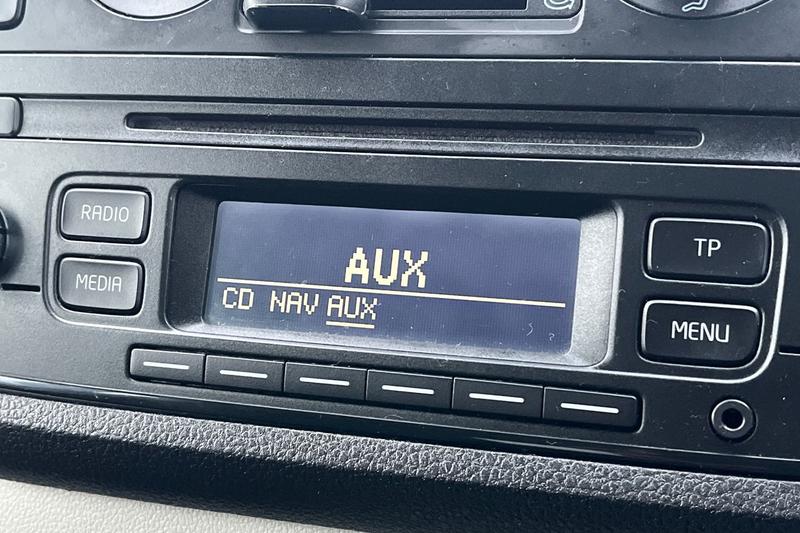 RADIO
MEDIA
AUX
CD NAV AUX
TP
MENU